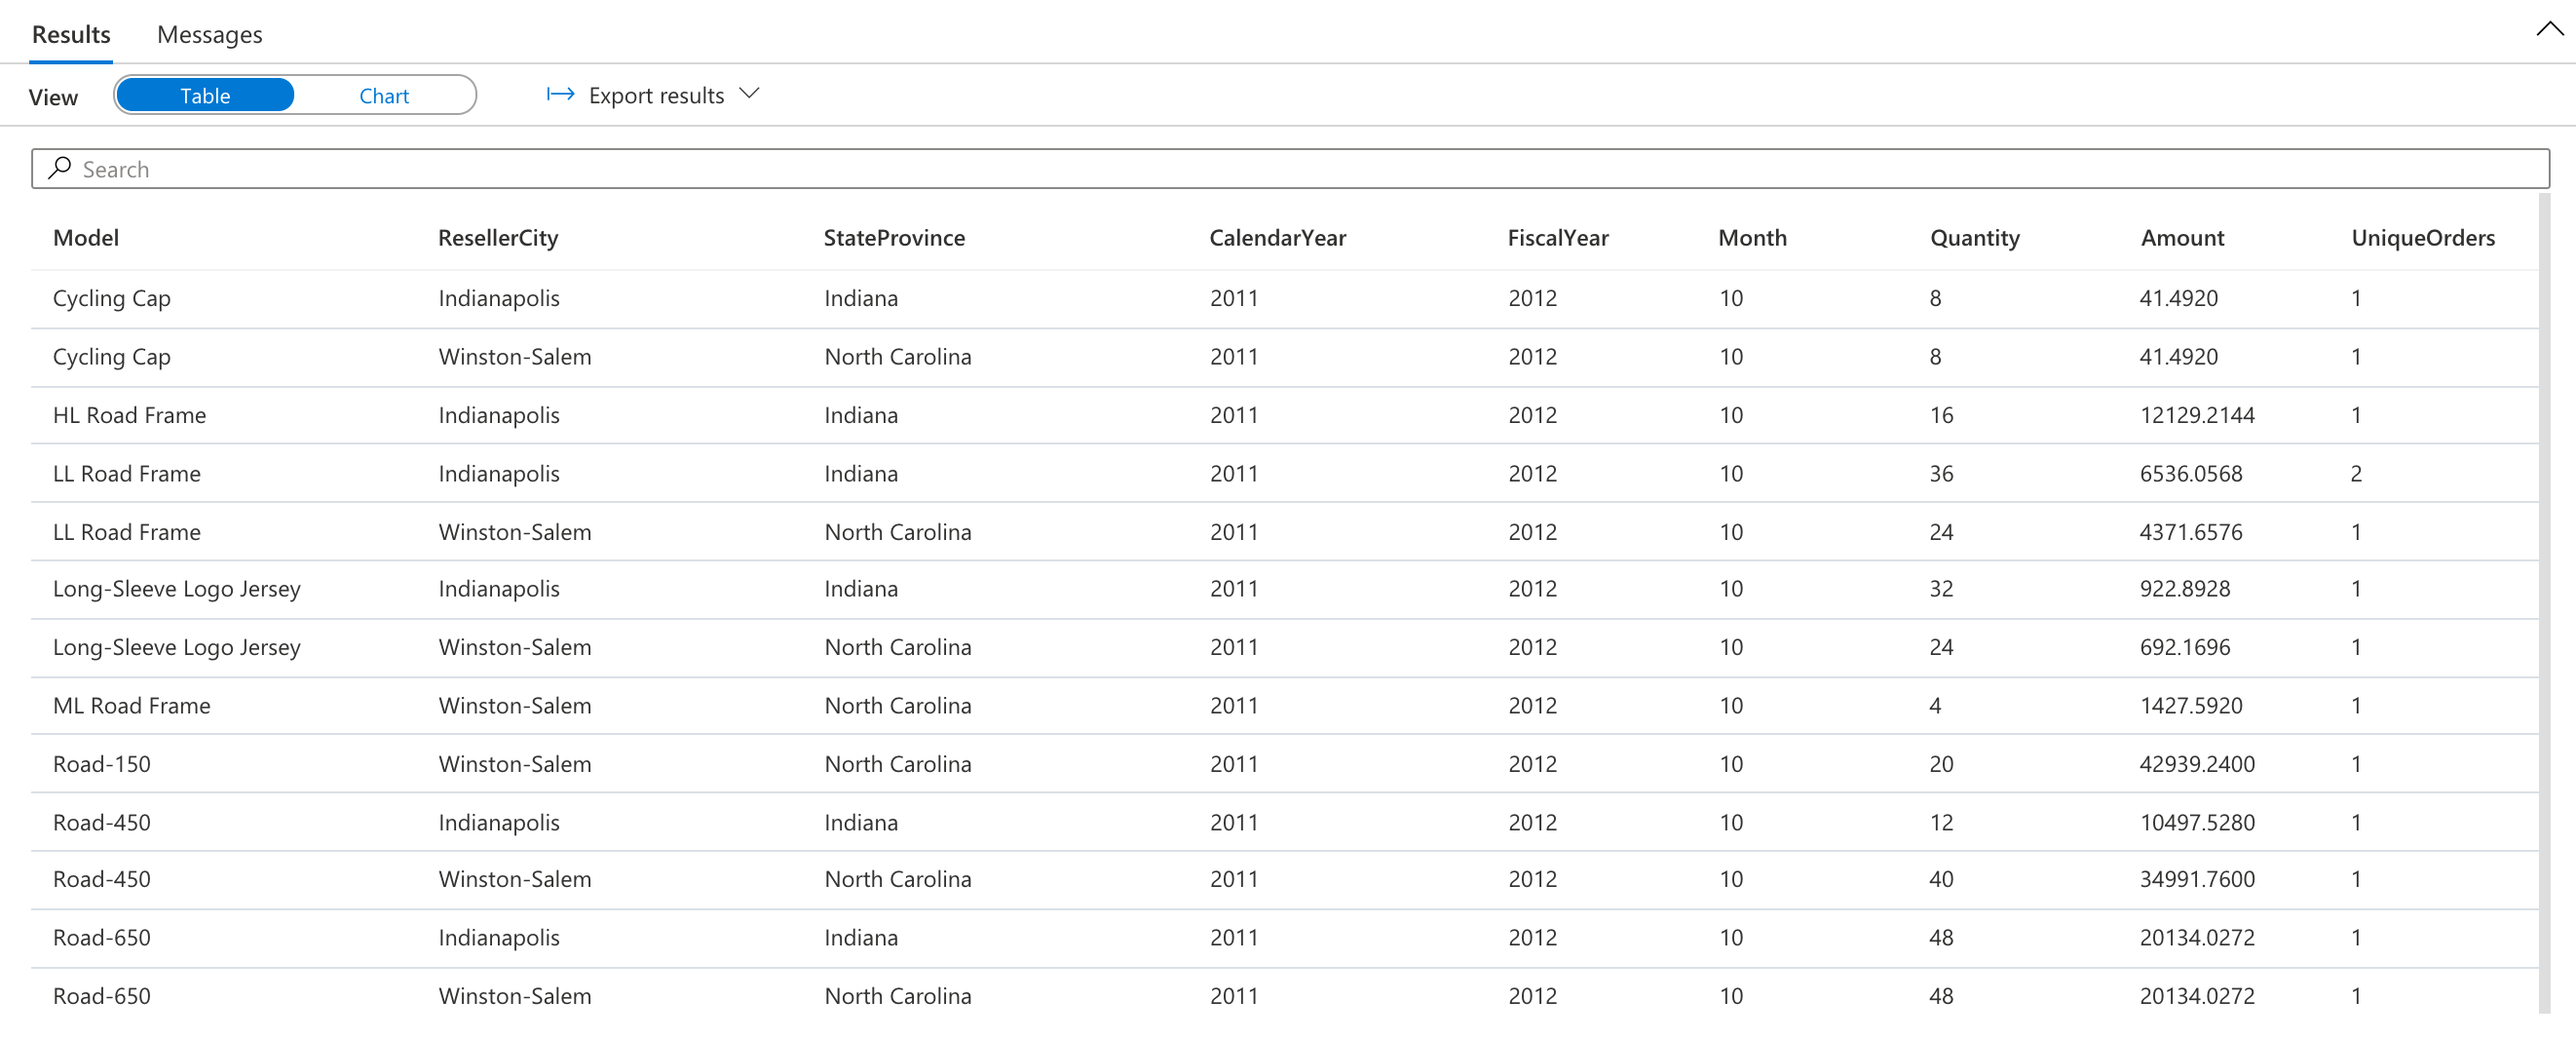 Results Messages
View Table Chart Export results
Search
Model ResellerCity StateProvince CalendarYear FiscalYear Month Quantity Amount UniqueOrders
Cycling Cap Indianapolis Indiana 2011 2012 10 8 41.4920 1
Cycling Cap Winston-Salem North Carolina 2011 2012 10 8 41.4920 1
HL Road Frame Indianapolis Indiana 2011 2012 10 16 12129.2144 1
LL Road Frame Indianapolis Indiana 2011 2012 10 36 6536.0568 2
LL Road Frame Winston-Salem North Carolina 2011 2012 10 24 4371.6576 1
Long-Sleeve Logo Jersey Indianapolis Indiana 2011 2012 10 32 922.8928 1
Long-Sleeve Logo Jersey Winston-Salem North Carolina 2011 2012 10 24 692.1696 1
ML Road Frame Winston-Salem North Carolina 2011 2012 10 4 1427.5920 1
Road-150 Winston-Salem North Carolina 2011 2012 10 20 42939.2400 1
Road-450 Indianapolis Indiana 2011 2012 10 12 10497.5280 1
Road-450 Winston-Salem North Carolina 2011 2012 10 40 34991.7600 1
Road-650 Indianapolis Indiana 2011 2012 10 48 20134.0272 1
Road-650 Winston-Salem North Carolina 2011 2012 10 48 20134.0272 1